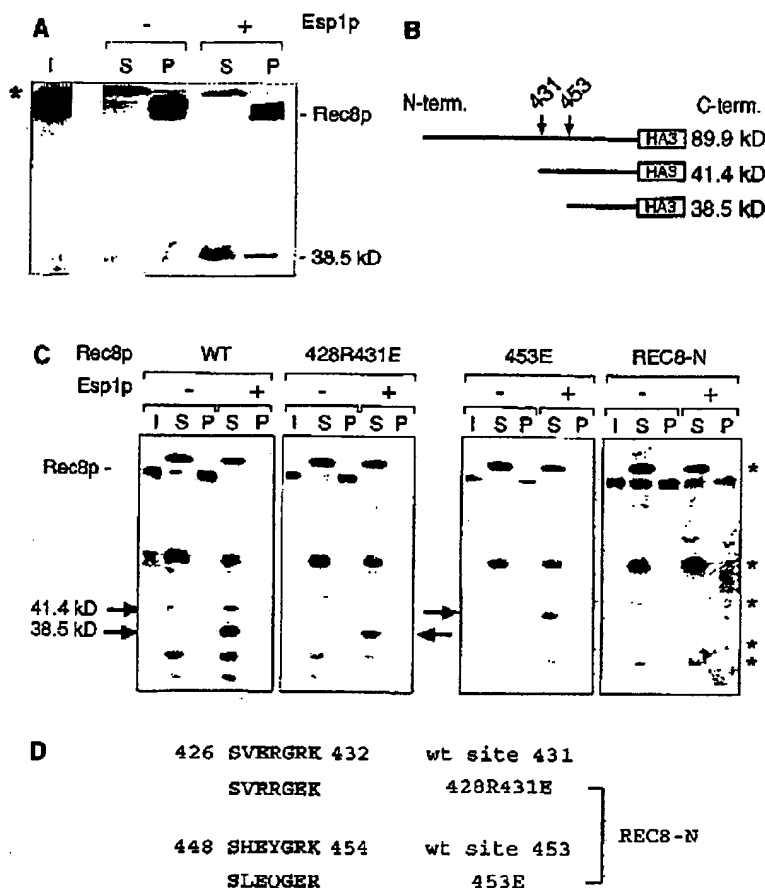 A
- + Esp1p
I S P S P
*
- Rec8p
- 38.5 kD
B
431 453
N-term. C-term.
HA3 89.9 kD
HA3 41.4 kD
HA3 38.5 kD
C Rec8p WT 428R431E 453E REC8-N
Esp1p - + - + - + - +
I S P S P I S P S P I S P S P I S P S P
Rec8p - *
*
41.4 kD *
38.5 kD *
*
D 426 SVERGRK 432 wt site 431
SVRRGEK 428R431E
REC8-N
448 SHEYGRK 454 wt site 453
SLEQGER 453E